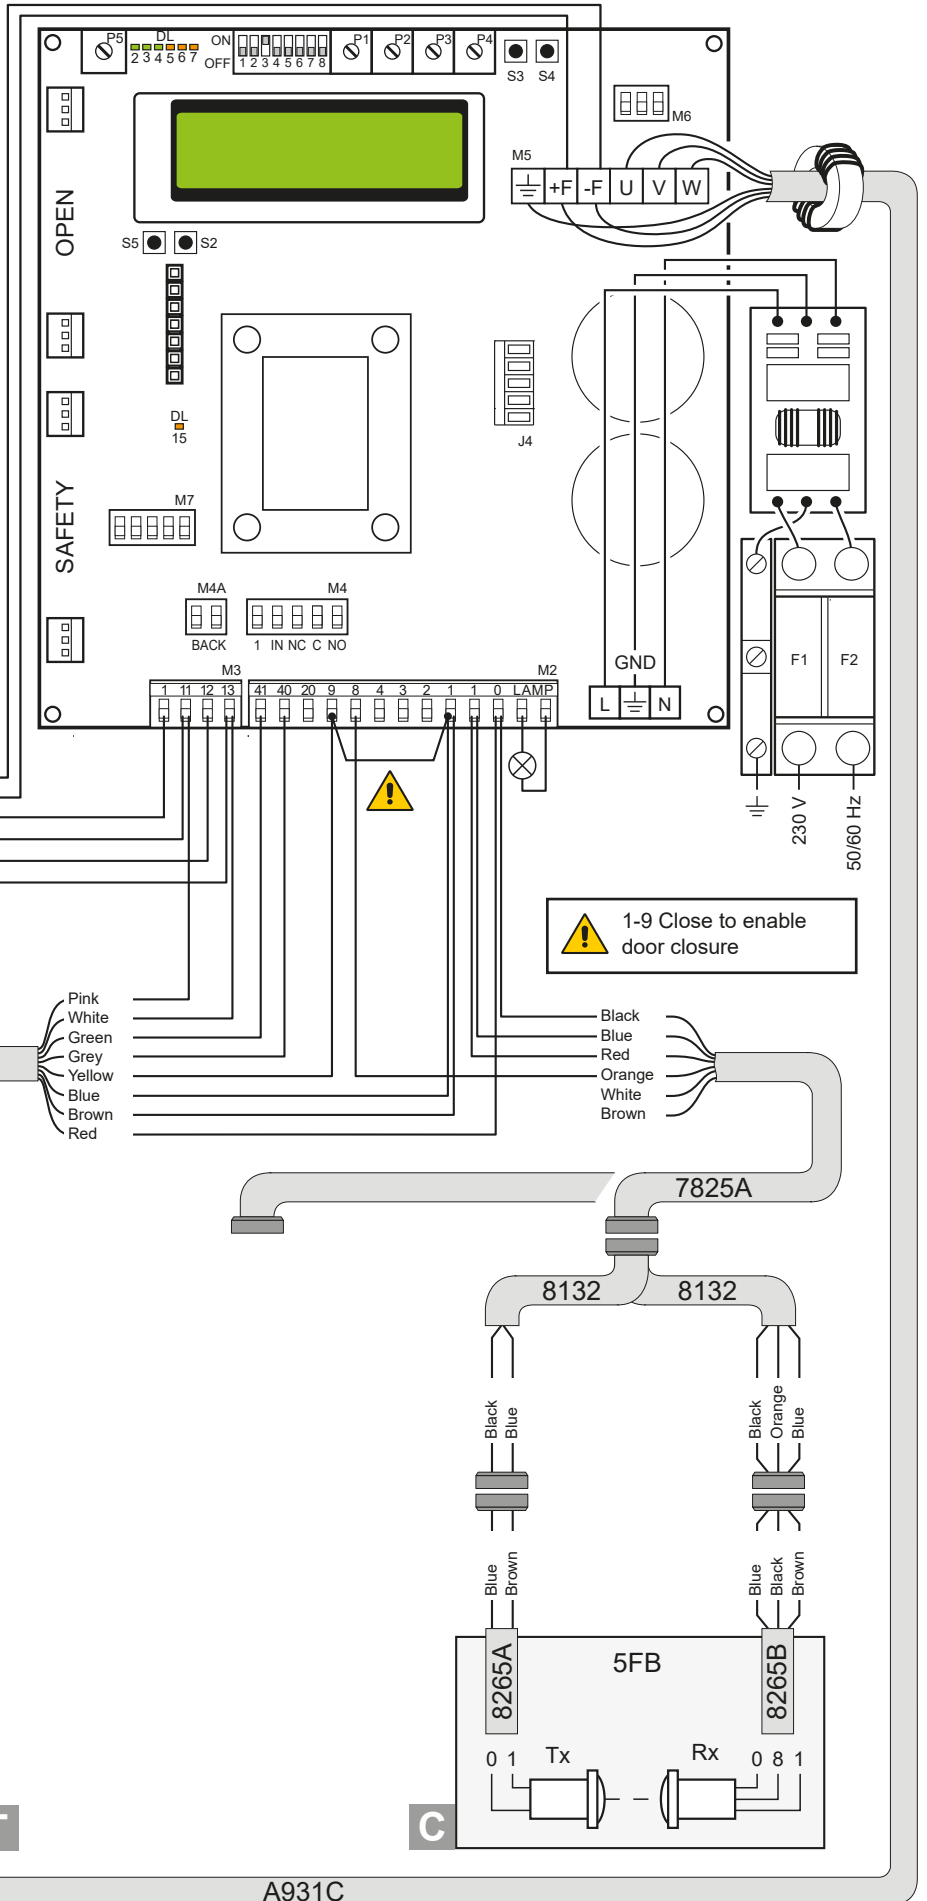 P5
DL
2 3 4 5 6 7
ON
OFF
1 2 3 4 5 6 7 8
P1
P2
P3
P4
S3
S4
M6
M5
+F
-F
U
V
W
OPEN
S5
S2
DL
15
J4
SAFETY
M7
M4A
M4
BACK
1 IN NC C NO
GND
F1
F2
M3
M2
1 11 12 13
41 40 20 9 8 4 3 2 1 1 0 LAMP
L
N
230 V
50/60 Hz
1-9 Close to enable
door closure
Pink
White
Green
Grey
Yellow
Blue
Brown
Red
Black
Blue
Red
Orange
White
Brown
7825A
8132
8132
Black
Blue
Black
Orange
Blue
Blue
Brown
Blue
Black
Brown
8265A
5FB
8265B
0 1
Tx
Rx
0 8 1
C
A931C